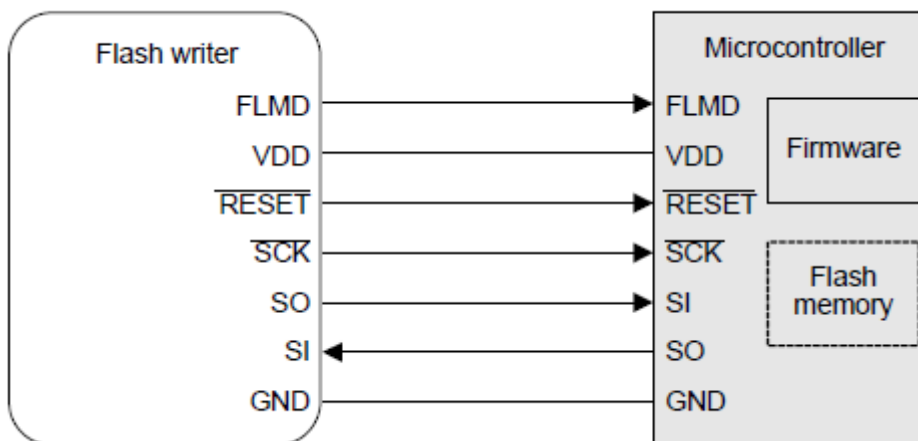 Flash writer
FLMD
VDD
RESET
SCK
SO
SI
GND
Microcontroller
FLMD
VDD
RESET
SCK
SI
SO
GND
Firmware
Flash
memory